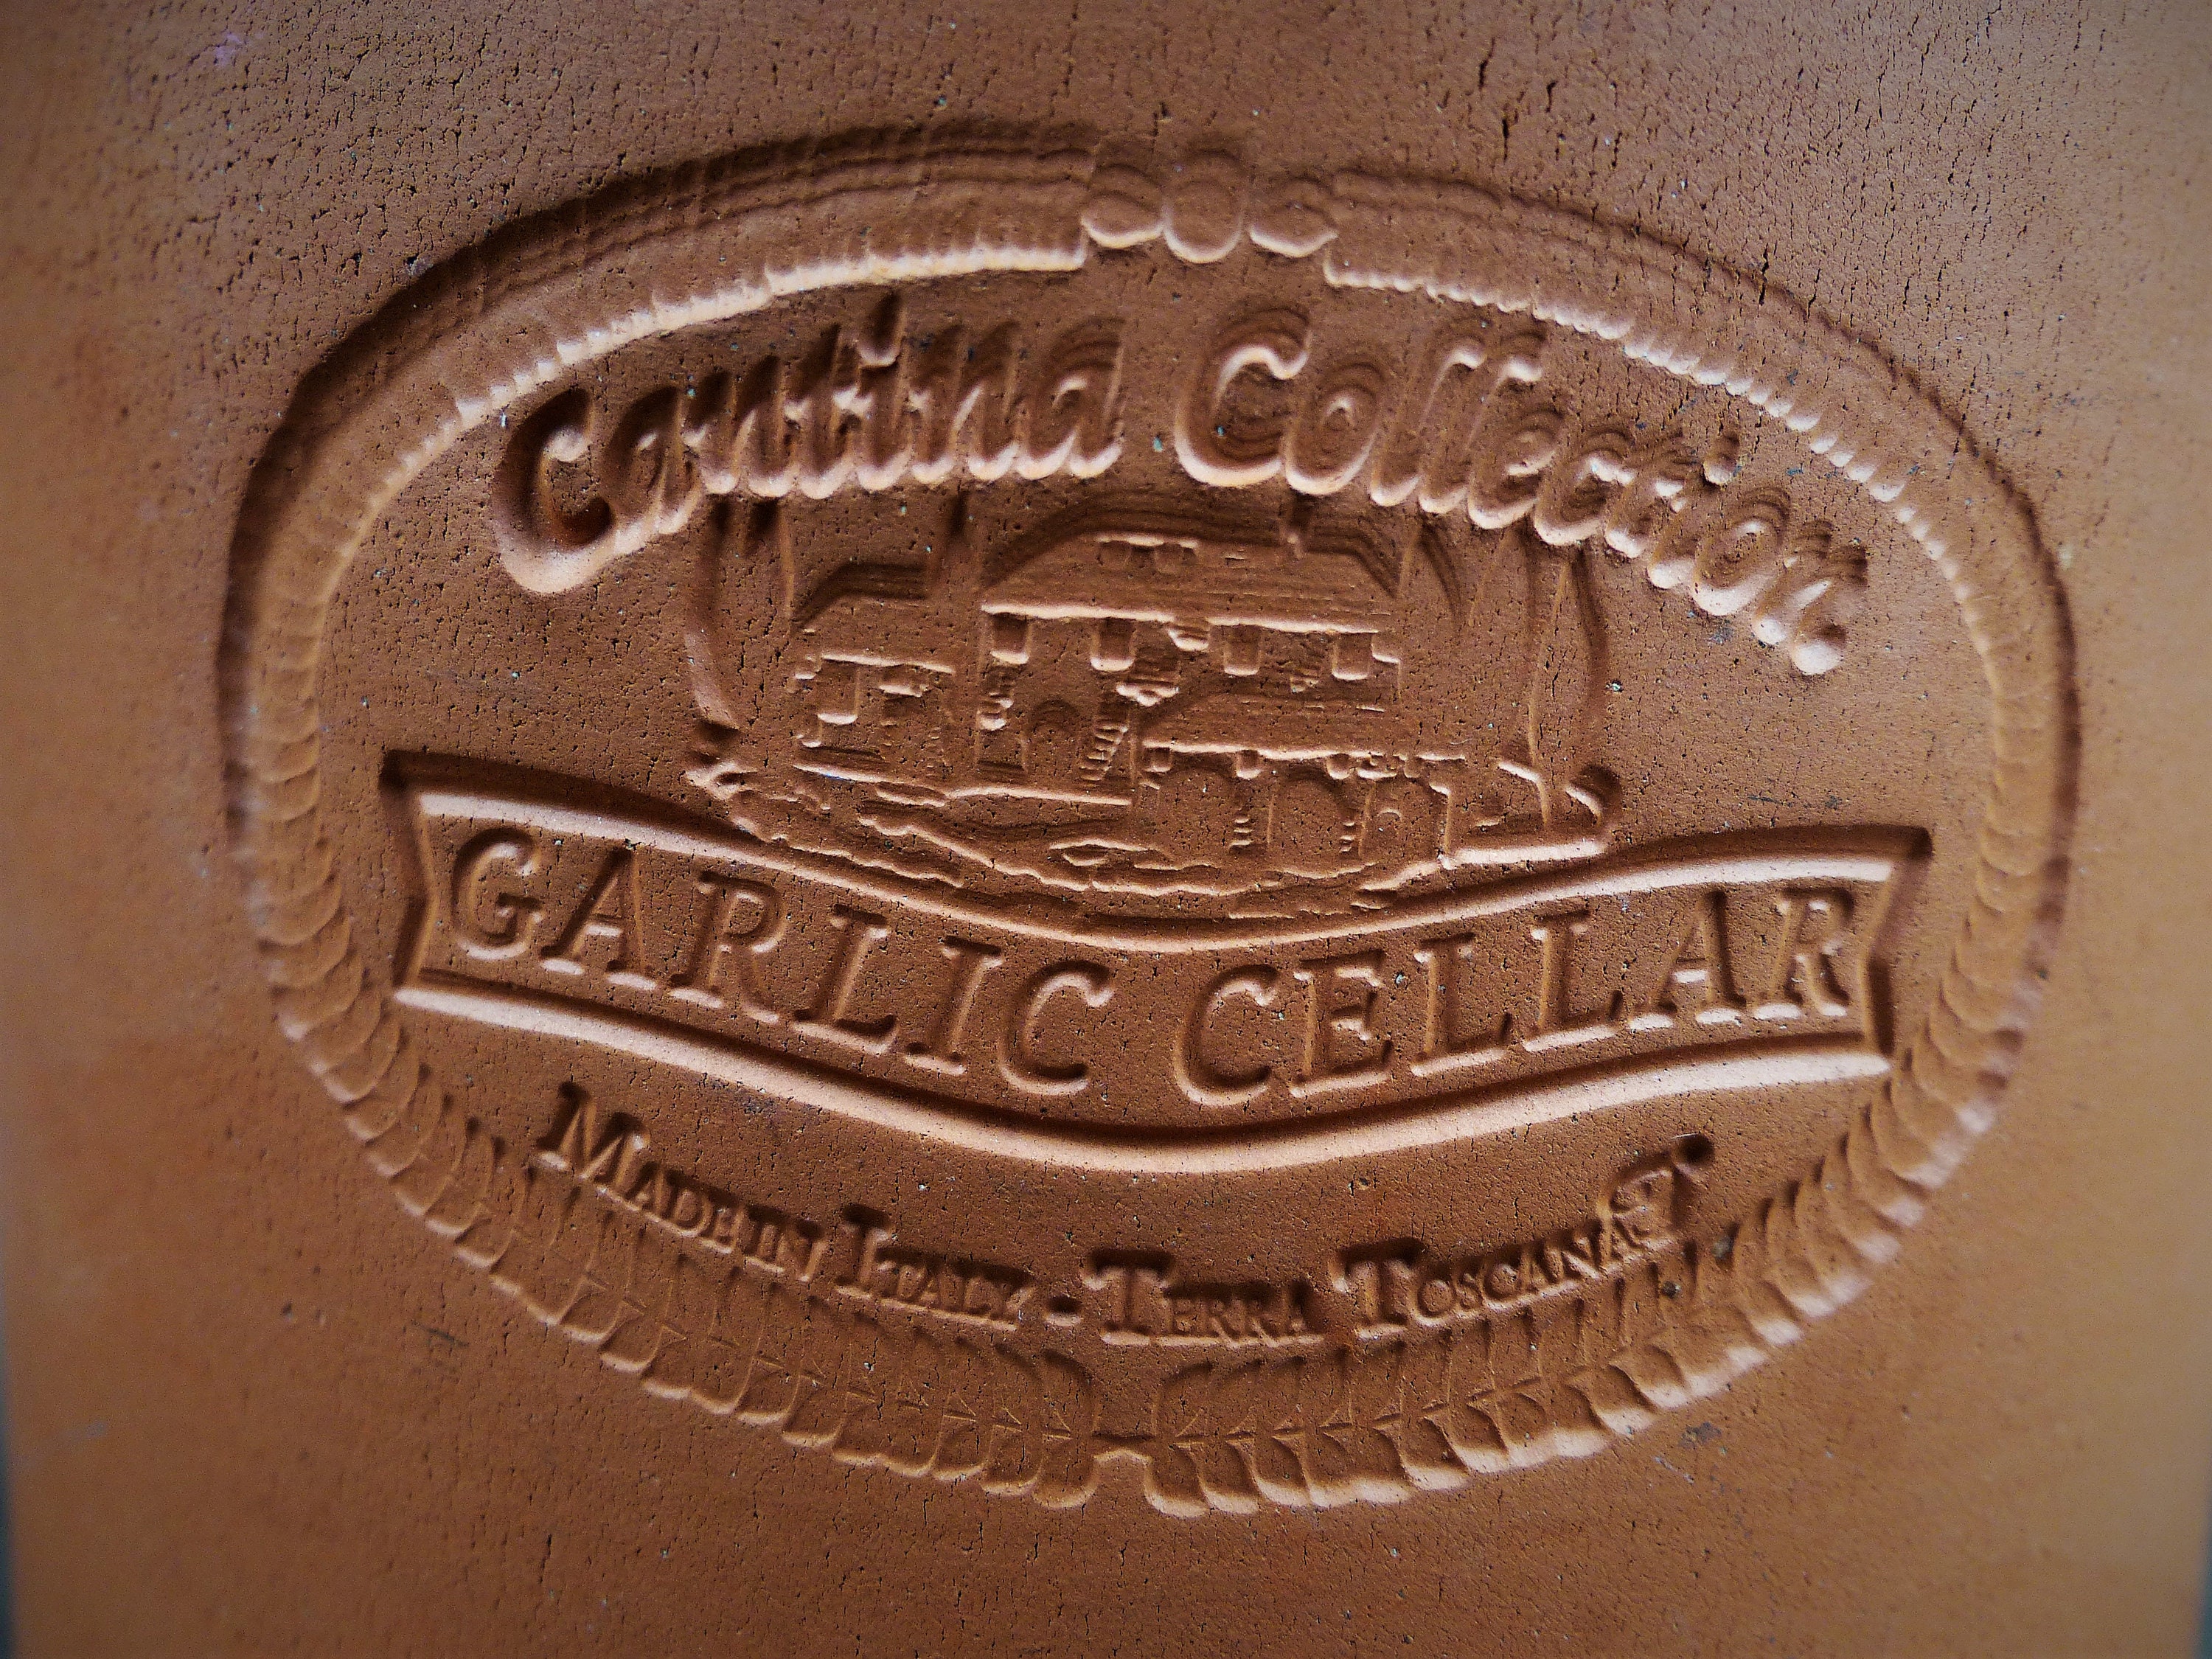 Cantina Collection
GARLIC CELLAR
MADE IN ITALY - TERRA TOSCANA